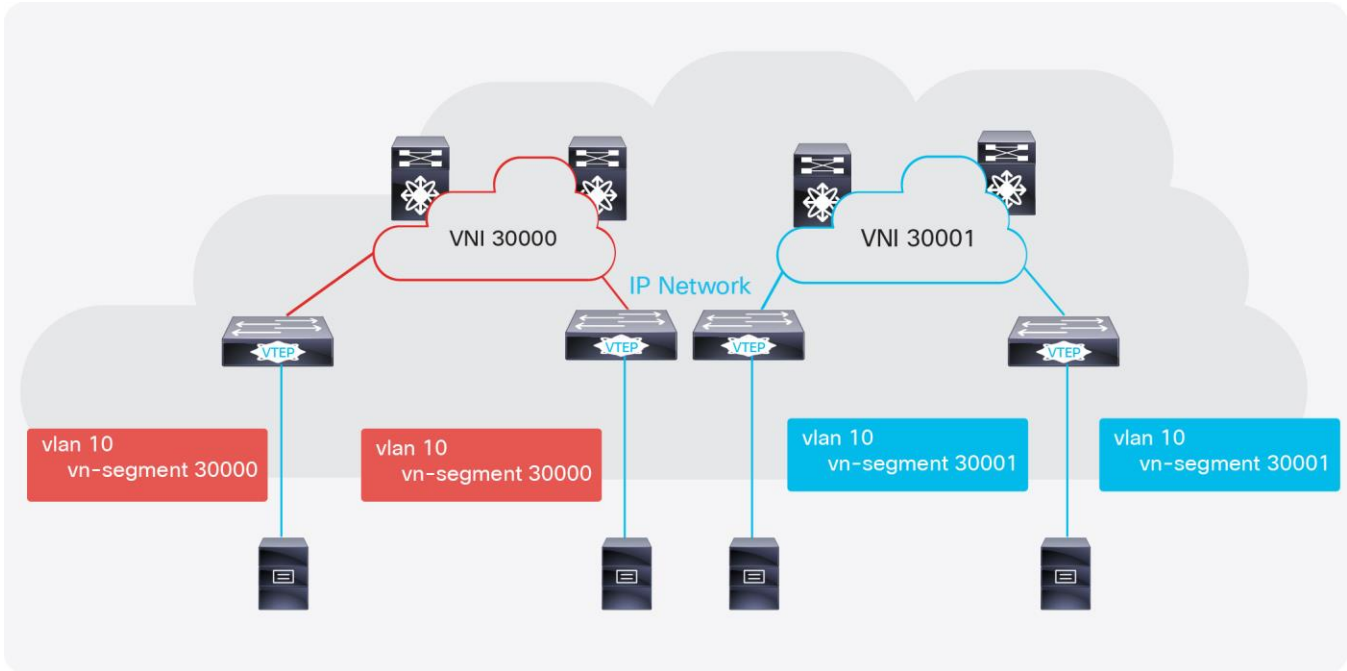 VNI 30000
VNI 30001
IP Network
VTEP
VTEP
VTEP
VTEP
vlan 10
vn-segment 30000
vlan 10
vn-segment 30000
vlan 10
vn-segment 30001
vlan 10
vn-segment 30001